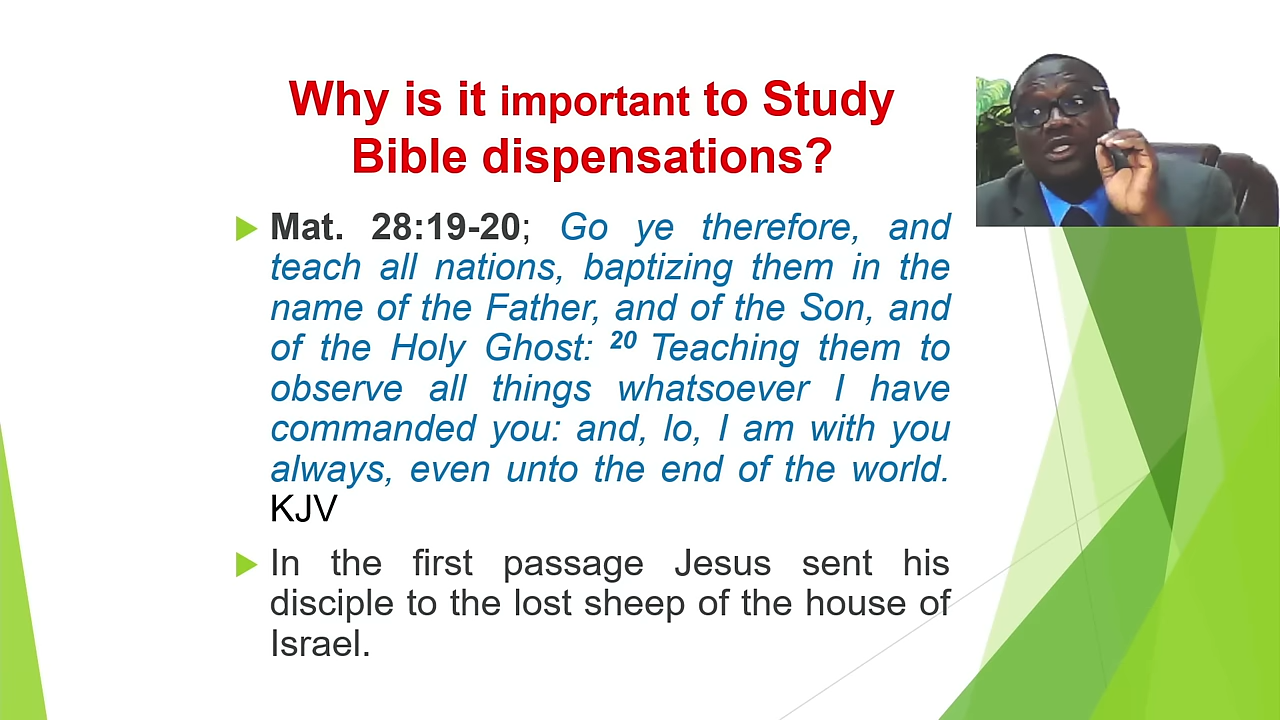 Why is it important to Study
Bible dispensations?
Mat. 28:19-20; Go ye therefore, and
teach all nations, baptizing them in the
name of the Father, and of the Son, and
of the Holy Ghost: 20 Teaching them to
observe all things whatsoever I have
commanded you: and, lo, I am with you
always, even unto the end of the world.
KJV
In the first passage Jesus sent his
disciple to the lost sheep of the house of
Israel.